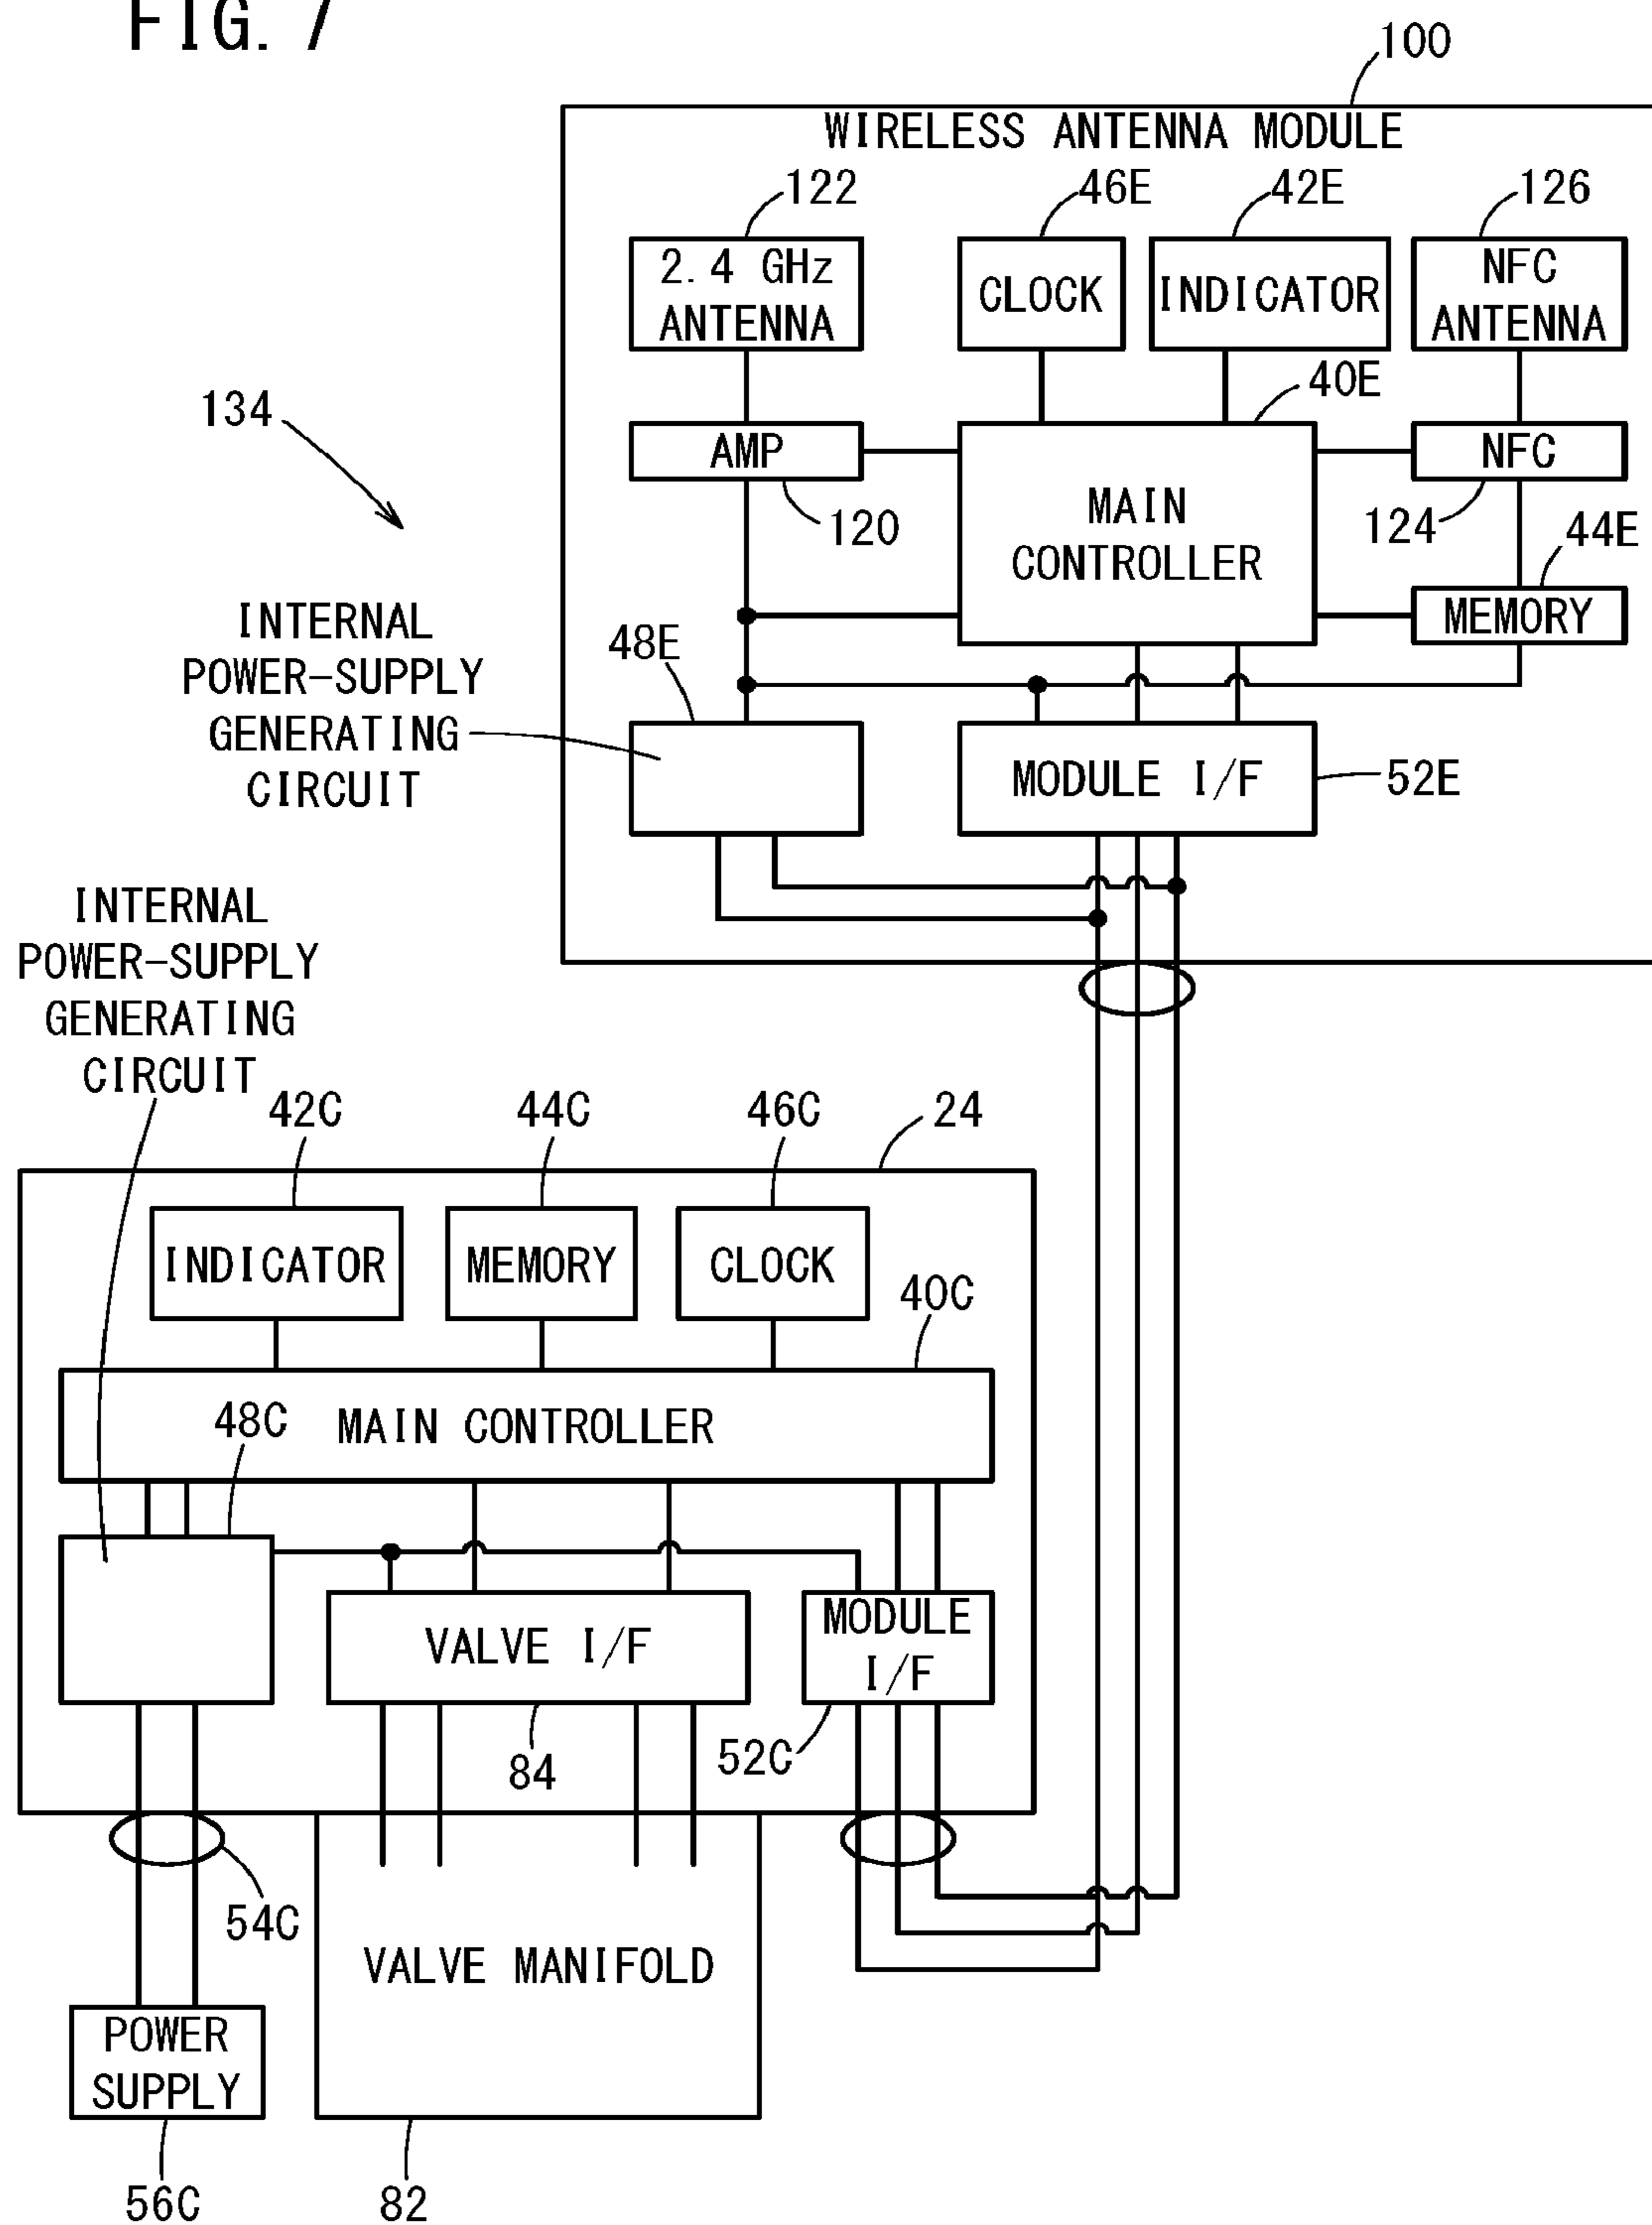 FIG. 7
100
WIRELESS ANTENNA MODULE
122
46E
42E
126
2.4 GHz
ANTENNA
CLOCK
INDICATOR
NFC
ANTENNA
134
40E
AMP
NFC
120
MAIN
CONTROLLER
124
44E
MEMORY
INTERNAL
POWER-SUPPLY
GENERATING
CIRCUIT
48E
MODULE I/F
52E
INTERNAL
POWER-SUPPLY
GENERATING
CIRCUIT
42C
44C
46C
24
INDICATOR
MEMORY
CLOCK
40C
48C
MAIN CONTROLLER
VALVE I/F
MODULE
I/F
84
52C
54C
VALVE MANIFOLD
POWER
SUPPLY
56C
82